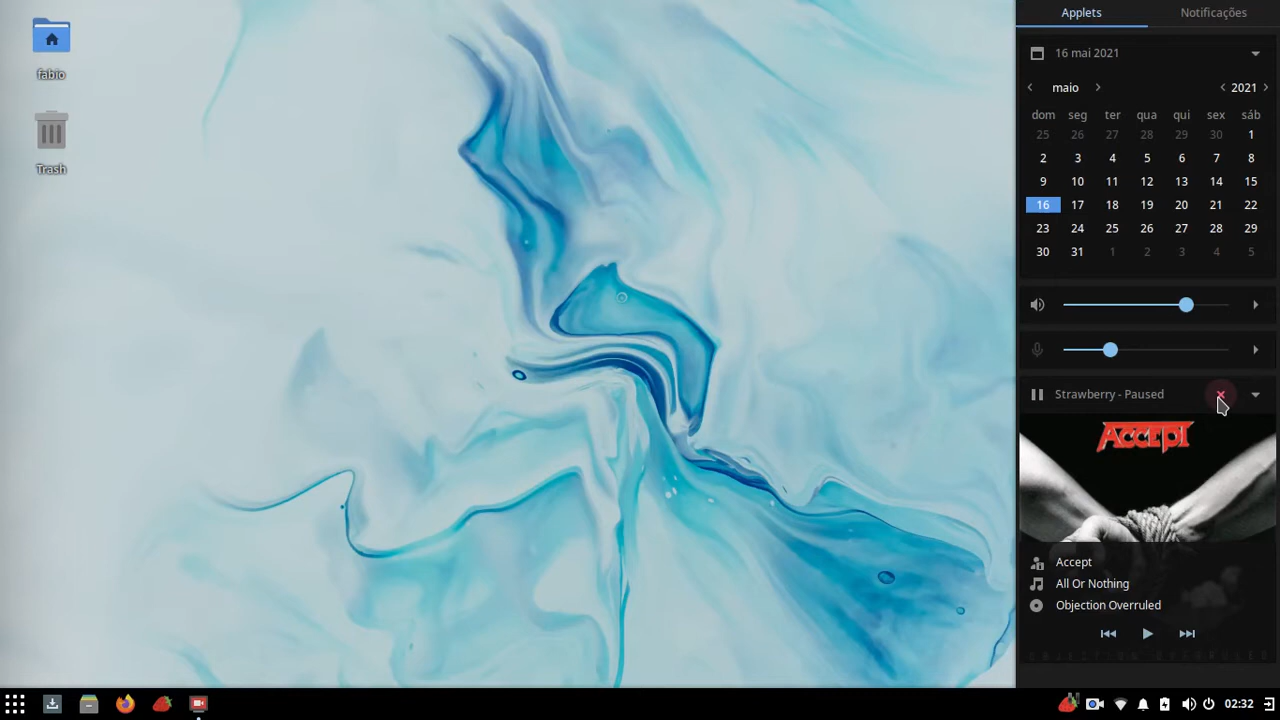 fabio
Trash
Applets Notificações
16 mai 2021
maio 2021
dom seg ter qua qui sex sáb
25 26 27 28 29 30 1
2 3 4 5 6 7 8
9 10 11 12 13 14 15
16 17 18 19 20 21 22
23 24 25 26 27 28 29
30 31 1 2 3 4 5
Strawberry - Paused
Accept
Accept
All Or Nothing
Objection Overruled
02:32